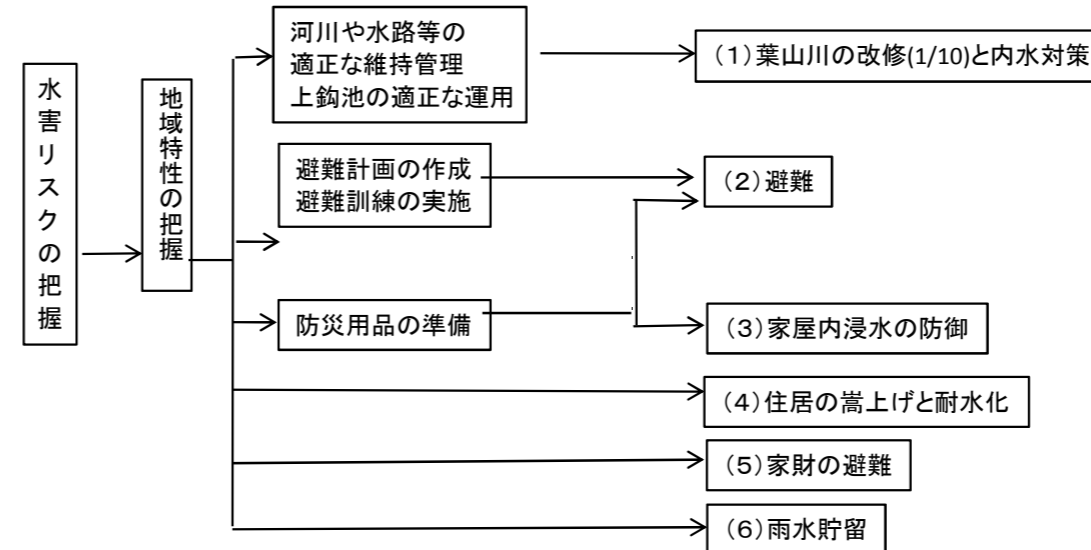 水害リスクの把握
地域特性の把握
河川や水路等の
適正な維持管理
上鈎池の適正な運用
(1)葉山川の改修(1/10)と内水対策
避難計画の作成
避難訓練の実施
(2)避難
防災用品の準備
(3)家屋内浸水の防御
(4)住居の嵩上げと耐水化
(5)家財の避難
(6)雨水貯留